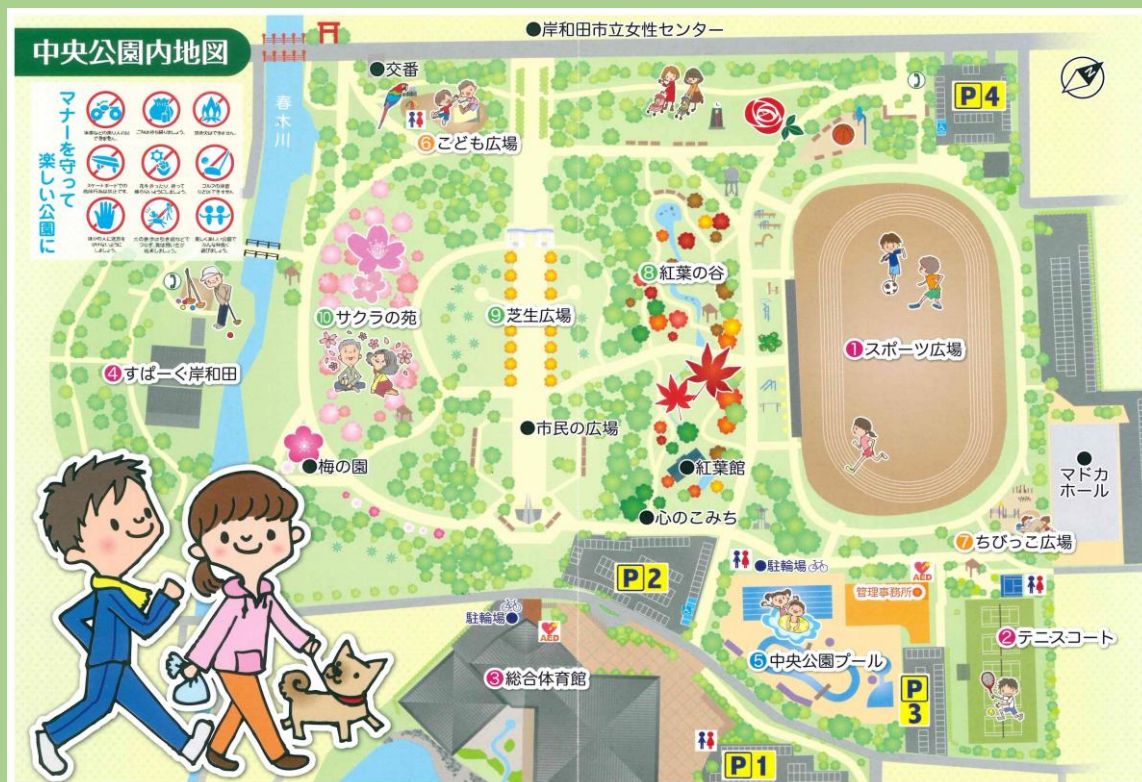 中央公園内地図
マナーを守って
楽しい公園に
春木川
●岸和田市立女性センター
●交番
⑥こども広場
P4
⑧紅葉の谷
⑩サクラの苑
⑨芝生広場
①スポーツ広場
④すぱーく岸和田
●市民の広場
●梅の園
●紅葉館
●
マドカ
ホール
●心のこみち
⑦ちびっこ広場
P2
●駐輪場
AED
管理事務所
駐輪場●
AED
②テニスコート
⑤中央公園プール
③総合体育館
P
3
P1